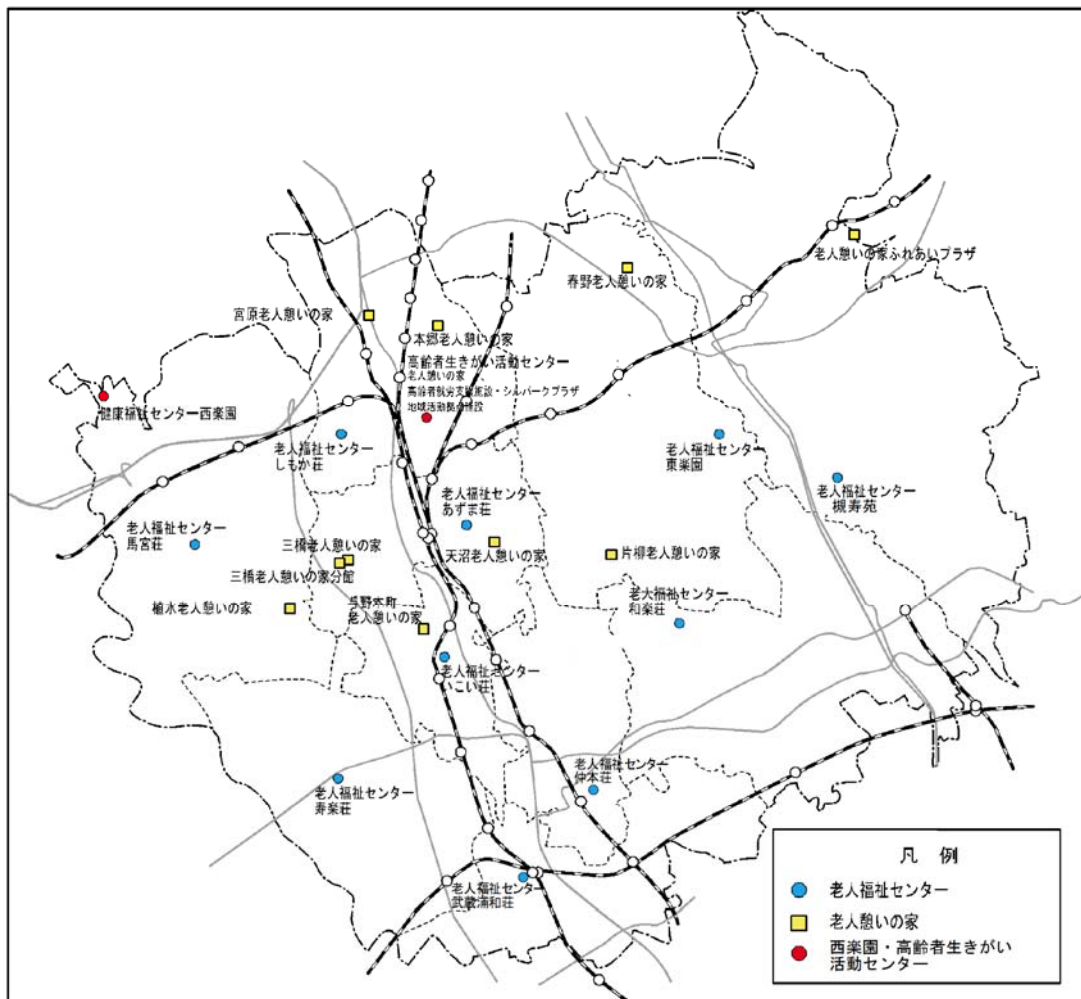 老人憩いの家ふれあいプラザ
春野老人憩いの家
宮原老人憩いの家
本郷老人憩いの家
高齢者生きがい活動センター
老人憩いの家
高齢者就労支援施設・シルバーワークプラザ
地域活動拠点施設
健康福祉センター西楽園
老人福祉センター
しもか荘
老人福祉センター
東楽園
老人福祉センター
槻寿苑
老人福祉センター
あずま荘
老人福祉センター
馬宮荘
天沼老人憩いの家
片柳老人憩いの家
三橋老人憩いの家
三橋老人憩いの家分館
植水老人憩いの家
与野本町
老人憩いの家
老人福祉センター
和楽荘
老人福祉センター
いこい荘
老人福祉センター
寿楽荘
老人福祉センター
仲本荘
老人福祉センター
武蔵浦和荘
凡 例
老人福祉センター
老人憩いの家
西楽園・高齢者生きがい
活動センター